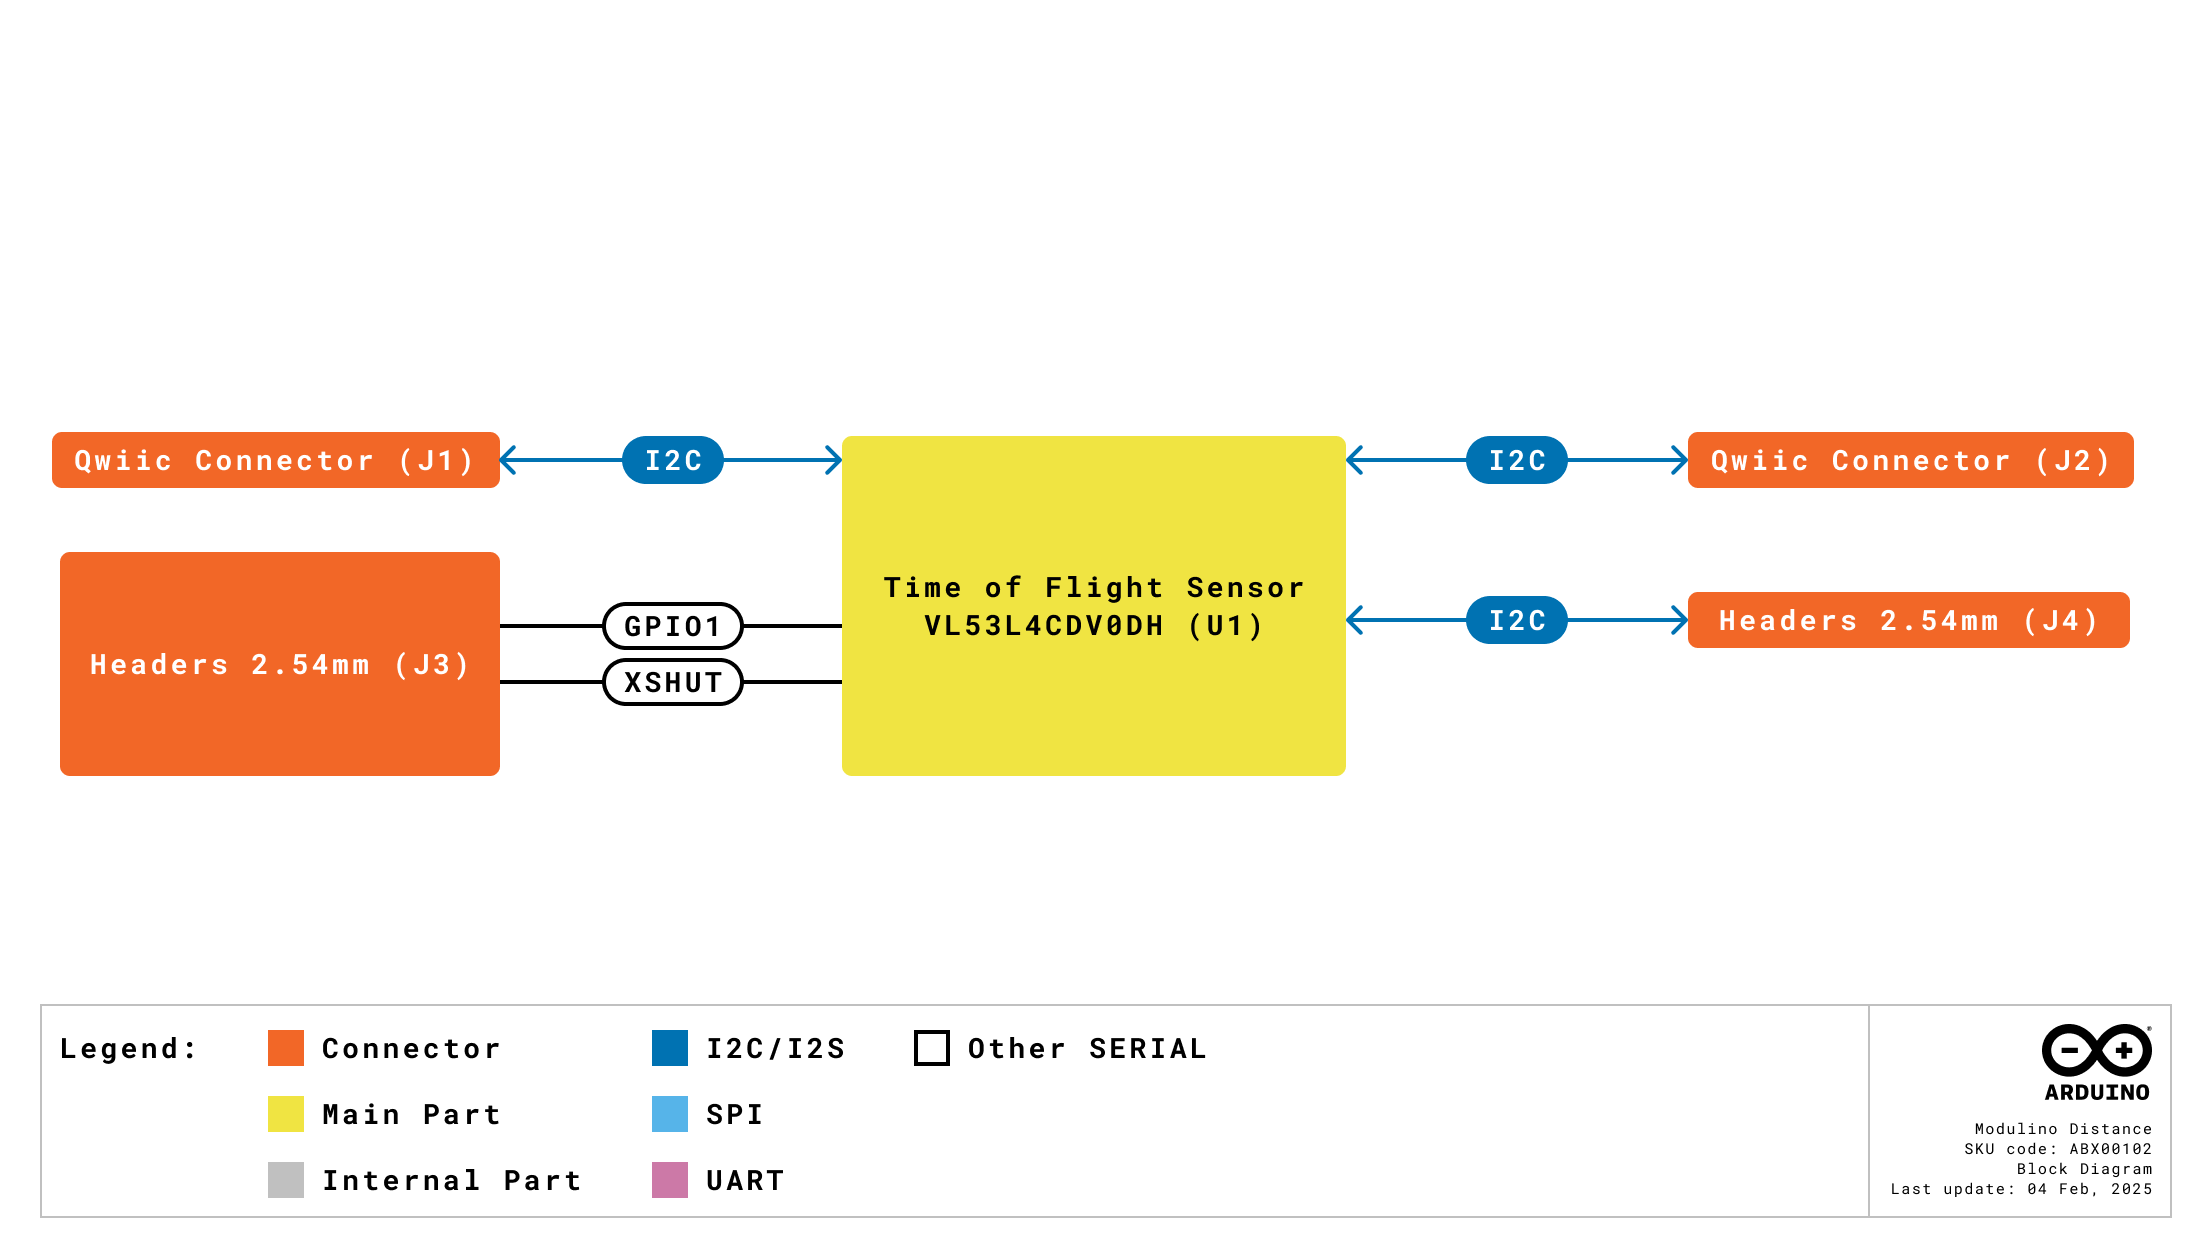 Qwiic Connector (J1)
I2C
I2C
Qwiic Connector (J2)
Headers 2.54mm (J3)
GPIO1
XSHUT
Time of Flight Sensor
VL53L4CDV0DH (U1)
I2C
Headers 2.54mm (J4)
Legend:
Connector
Main Part
Internal Part
I2C/I2S
SPI
UART
Other SERIAL
ARDUINO
Modulino Distance
SKU code: ABX00102
Block Diagram
Last update: 04 Feb, 2025